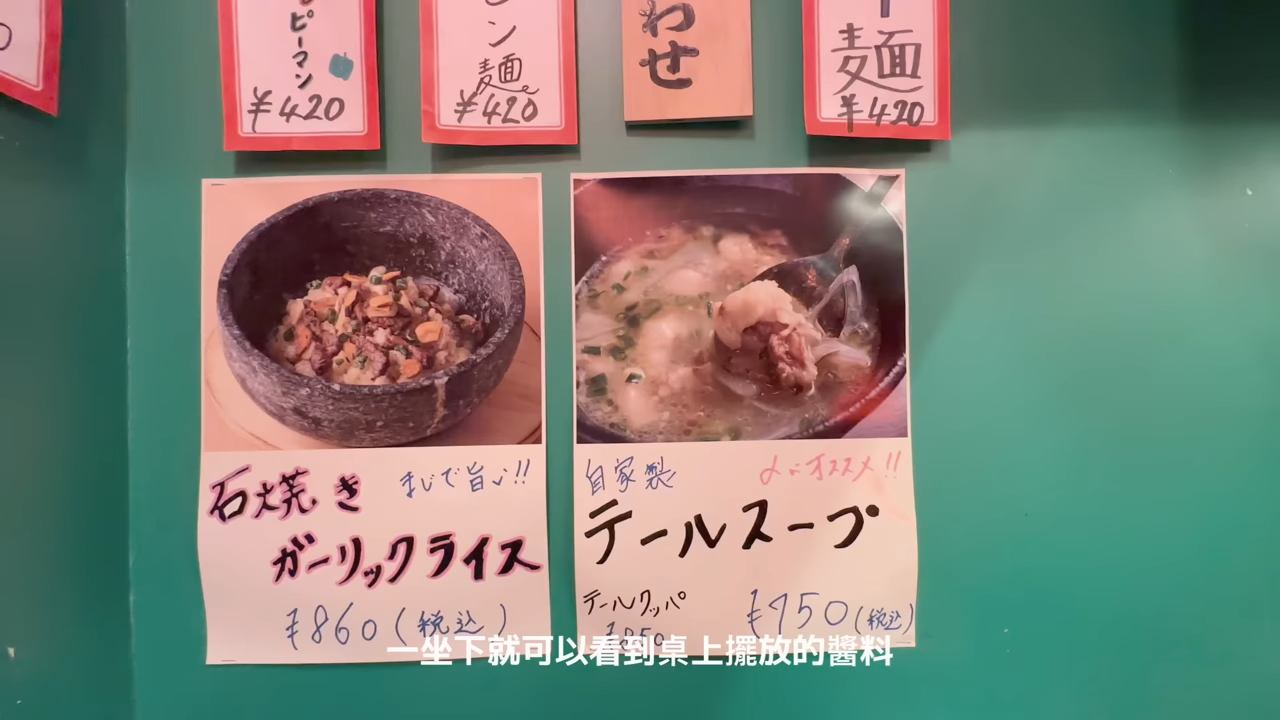 ピーマン
¥420
ン
麺
¥420
わせ
麺
¥420
石焼き
まじで旨い!!
ガーリックライス
¥860(税込)
自家製
オススメ!!
テールスープ
テールクッパ
¥850
¥750(税込)
一坐下就可以看到桌上擺放的醬料